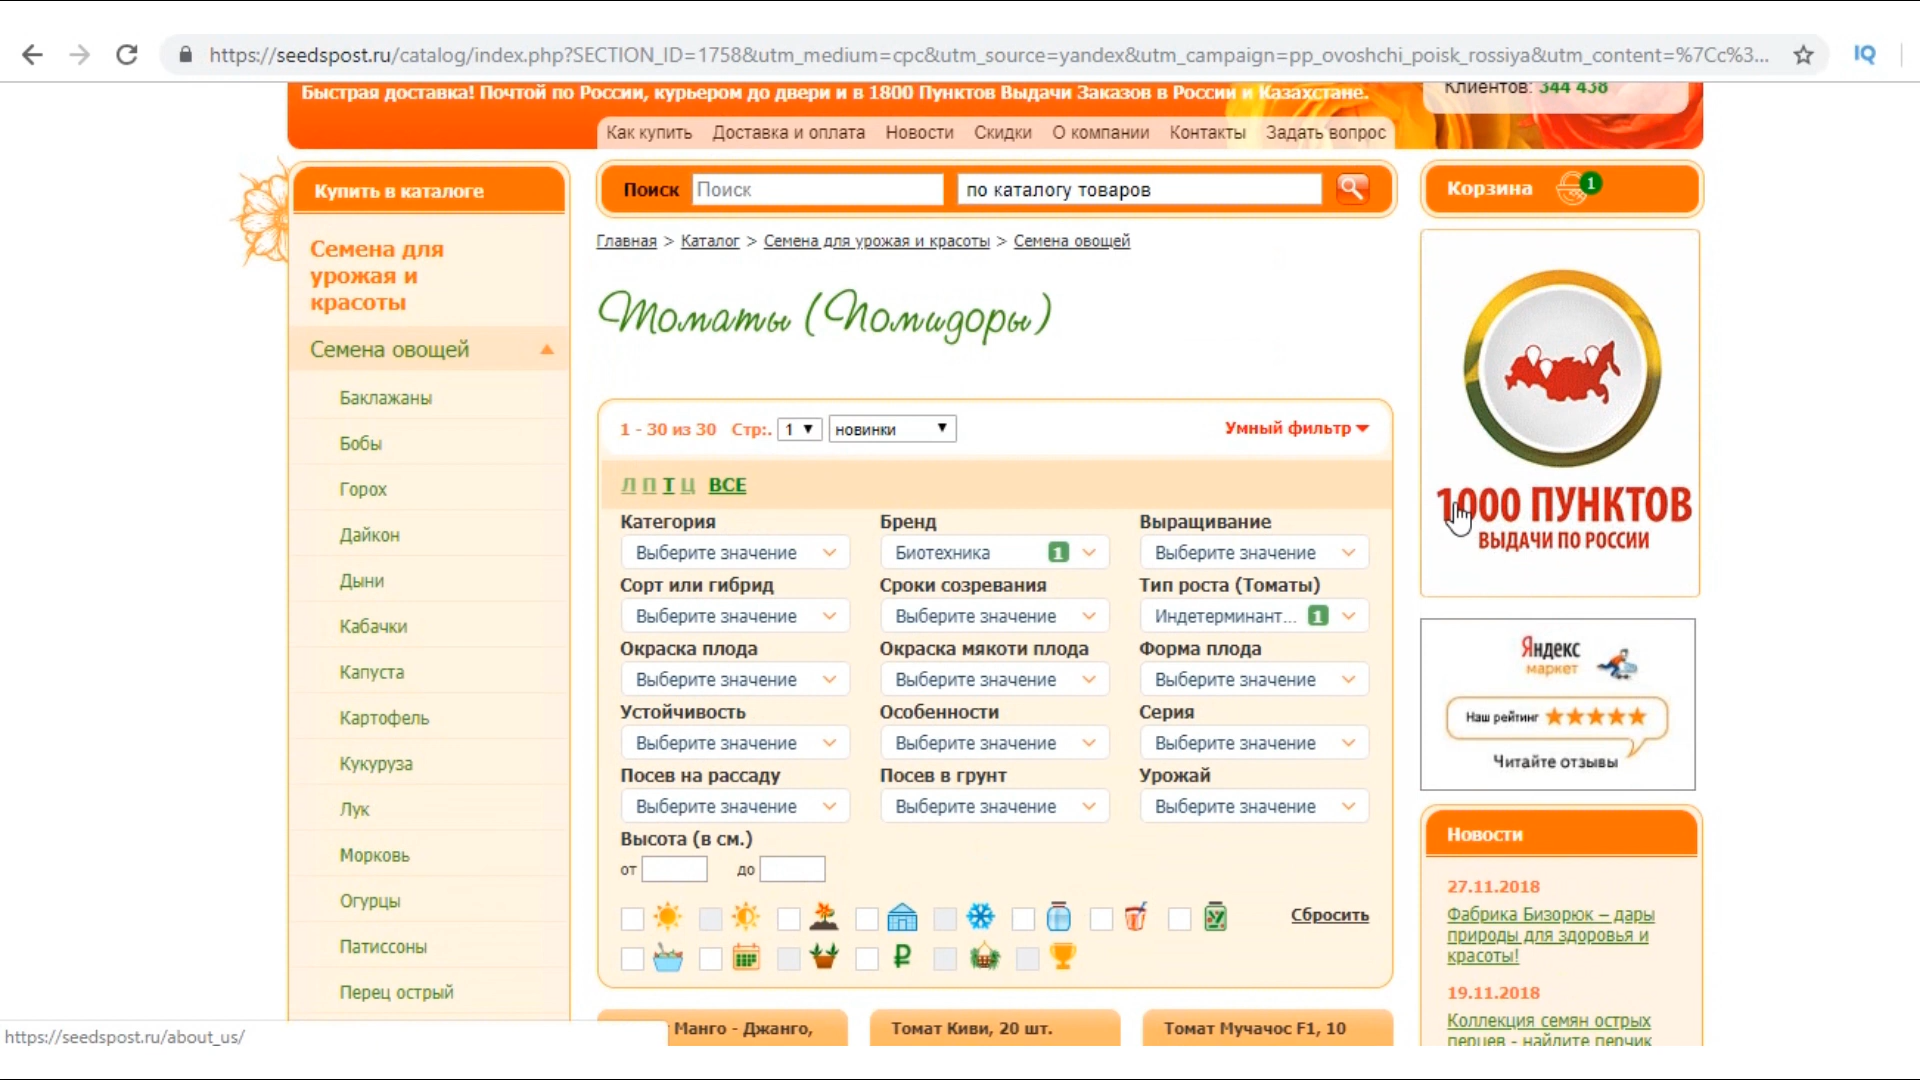 https://seedspost.ru/catalog/index.php?SECTION_ID=1758&utm_medium=cpc&utm_source=yandex&utm_campaign=pp_ovoshchi_poisk_rossiya&utm_content=%7Cc%3...
IQ
Быстрая доставка! Почтой по России, курьером до двери и в 1800 Пунктов Выдачи Заказов в России и Казахстане.
Клиентов: 344 438
Как купить Доставка и оплата Новости Скидки О компании Контакты Задать вопрос
Купить в каталоге
Семена для
урожая и
красоты
Семена овощей
Баклажаны
Бобы
Горох
Дайкон
Дыни
Кабачки
Капуста
Картофель
Кукуруза
Лук
Морковь
Огурцы
Патиссоны
Перец острый
Поиск Поиск по каталогу товаров
Главная > Каталог > Семена для урожая и красоты > Семена овощей
Томаты (Помидоры)
1 - 30 из 30 Стр:. 1 новинки Умный фильтр
Л П Т Ц ВСЕ
Категория Бренд Выращивание
Выберите значение Биотехника 1 Выберите значение
Сорт или гибрид Сроки созревания Тип роста (Томаты)
Выберите значение Выберите значение Индетерминант... 1
Окраска плода Окраска мякоти плода Форма плода
Выберите значение Выберите значение Выберите значение
Устойчивость Особенности Серия
Выберите значение Выберите значение Выберите значение
Посев на рассаду Посев в грунт Урожай
Выберите значение Выберите значение Выберите значение
Высота (в см.)
от до
Сбросить
Манго - Джанго, Томат Киви, 20 шт. Томат Мучачос F1, 10
Корзина 1
1000 ПУНКТОВ
ВЫДАЧИ ПО РОССИИ
Яндекс
маркет
Наш рейтинг
Читайте отзывы
Новости
27.11.2018
Фабрика Бизорюк – дары
природы для здоровья и
красоты!
19.11.2018
Коллекция семян острых
перцев - найдите перчик
https://seedspost.ru/about_us/